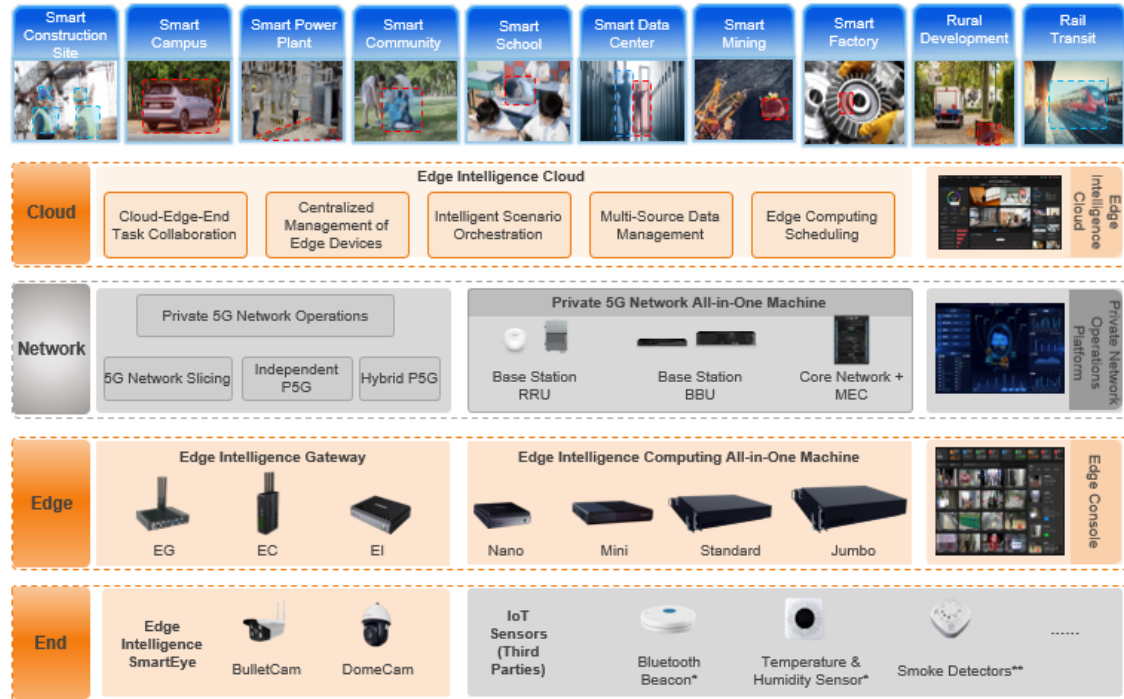 Smart
Construction
Site
Smart
Campus
Smart Power
Plant
Smart
Community
Smart
School
Smart Data
Center
Smart
Mining
Smart
Factory
Rural
Development
Rail
Transit
Cloud
Edge Intelligence Cloud
Cloud-Edge-End
Task Collaboration
Centralized
Management of
Edge Devices
Intelligent Scenario
Orchestration
Multi-Source Data
Management
Edge Computing
Scheduling
Edge
Intelligence
Cloud
Network
Private 5G Network Operations
5G Network Slicing
Independent
P5G
Hybrid P5G
Private 5G Network All-in-One Machine
Base Station
RRU
Base Station
BBU
Core Network +
MEC
Private Network
Operations
Platform
Edge
Edge Intelligence Gateway
EG
EC
EI
Edge Intelligence Computing All-in-One Machine
Nano
Mini
Standard
Jumbo
Edge Console
End
Edge
Intelligence
SmartEye
BulletCam
DomeCam
IoT
Sensors
(Third
Parties)
Bluetooth
Beacon*
Temperature &
Humidity Sensor*
Smoke Detectors**
......